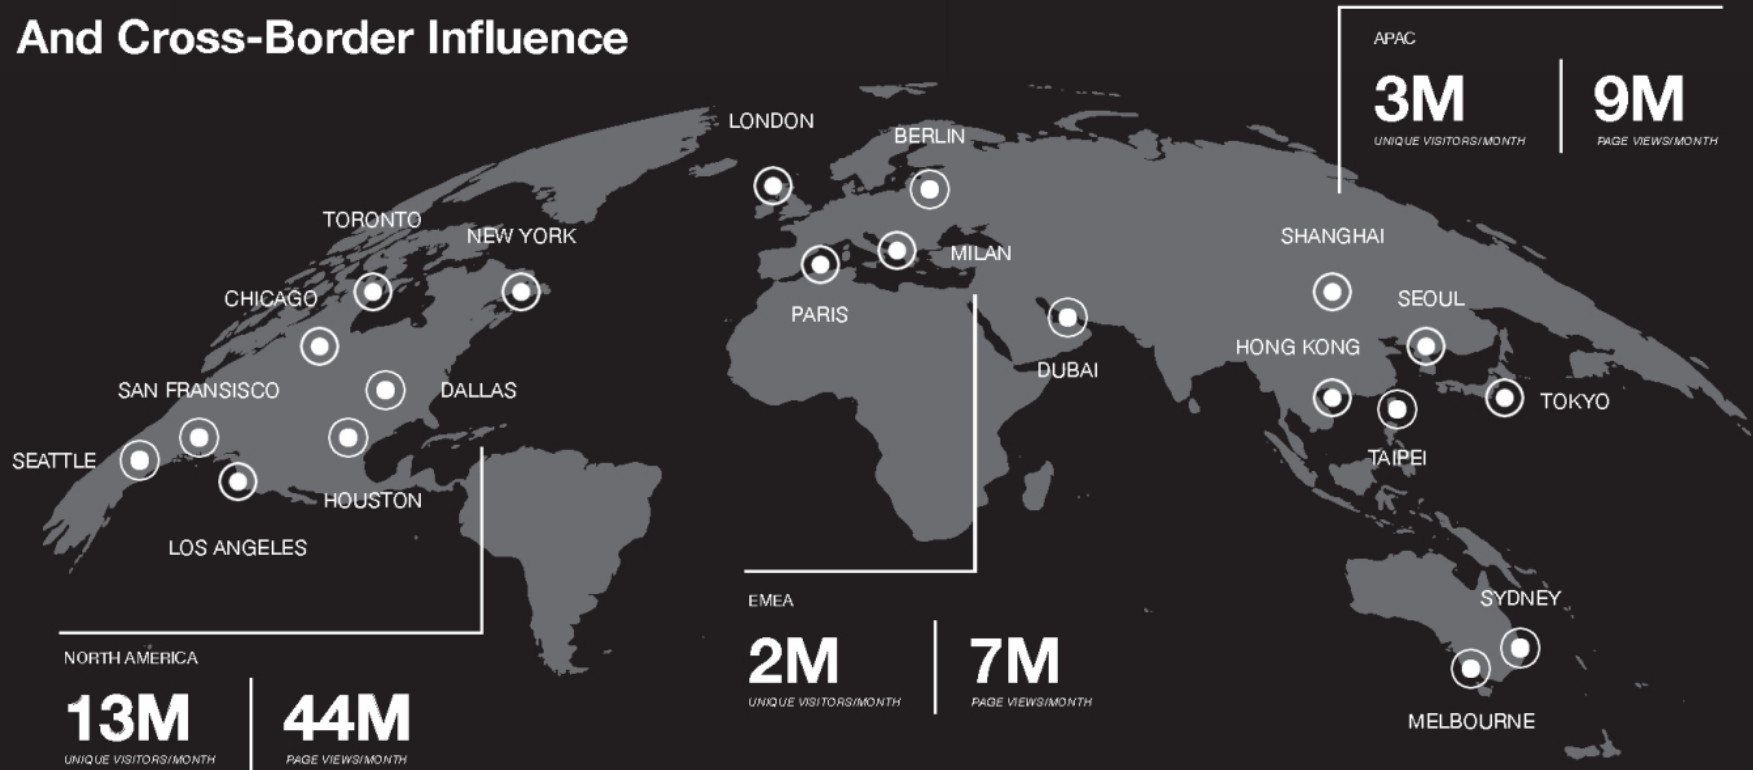 And Cross-Border Influence
APAC
3M
UNIQUE VISITORS/MONTH
9M
PAGE VIEWS/MONTH
LONDON
BERLIN
TORONTO
NEW YORK
MILAN
SHANGHAI
CHICAGO
PARIS
SEOUL
HONG KONG
DUBAI
SAN FRANSISCO
DALLAS
TOKYO
SEATTLE
TAIPEI
HOUSTON
LOS ANGELES
SYDNEY
MELBOURNE
EMEA
2M
UNIQUE VISITORS/MONTH
7M
PAGE VIEWS/MONTH
NORTH AMERICA
13M
UNIQUE VISITORS/MONTH
44M
PAGE VIEWS/MONTH